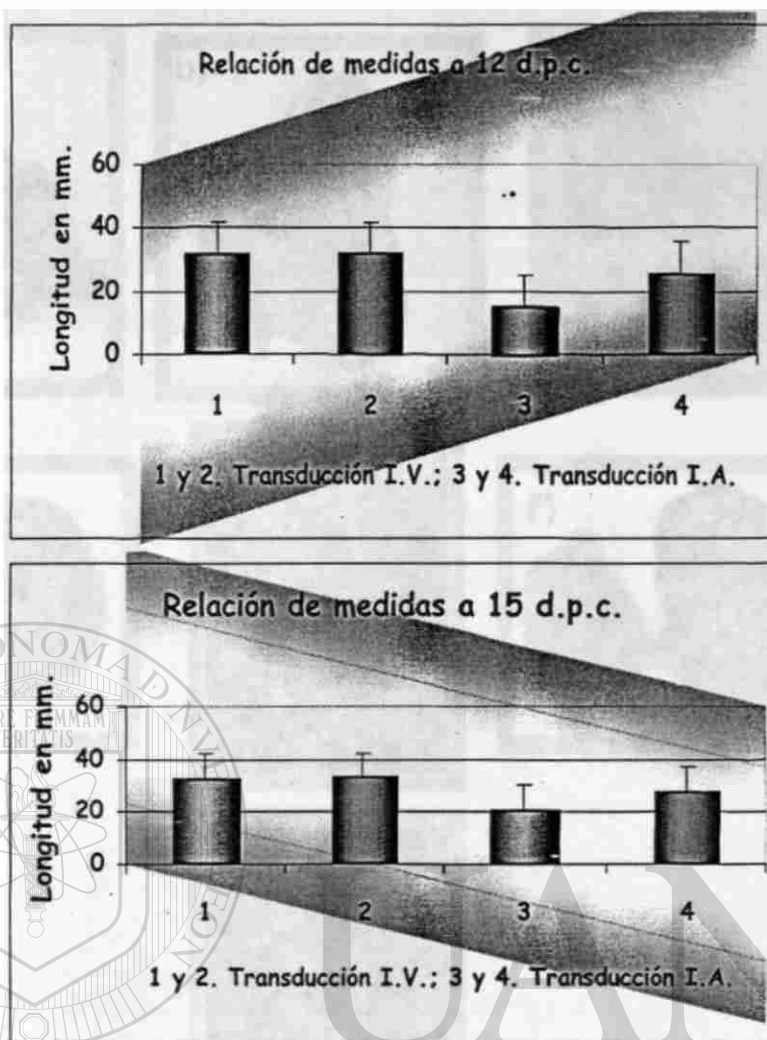 Relación de medidas a 12 d.p.c.
Longitud en mm.
60
40
20
0
1 2 3 4
1 y 2. Transducción I.V.; 3 y 4. Transducción I.A.
Relación de medidas a 15 d.p.c.
Longitud en mm.
60
40
20
0
1 2 3 4
1 y 2. Transducción I.V.; 3 y 4. Transducción I.A.
UAN